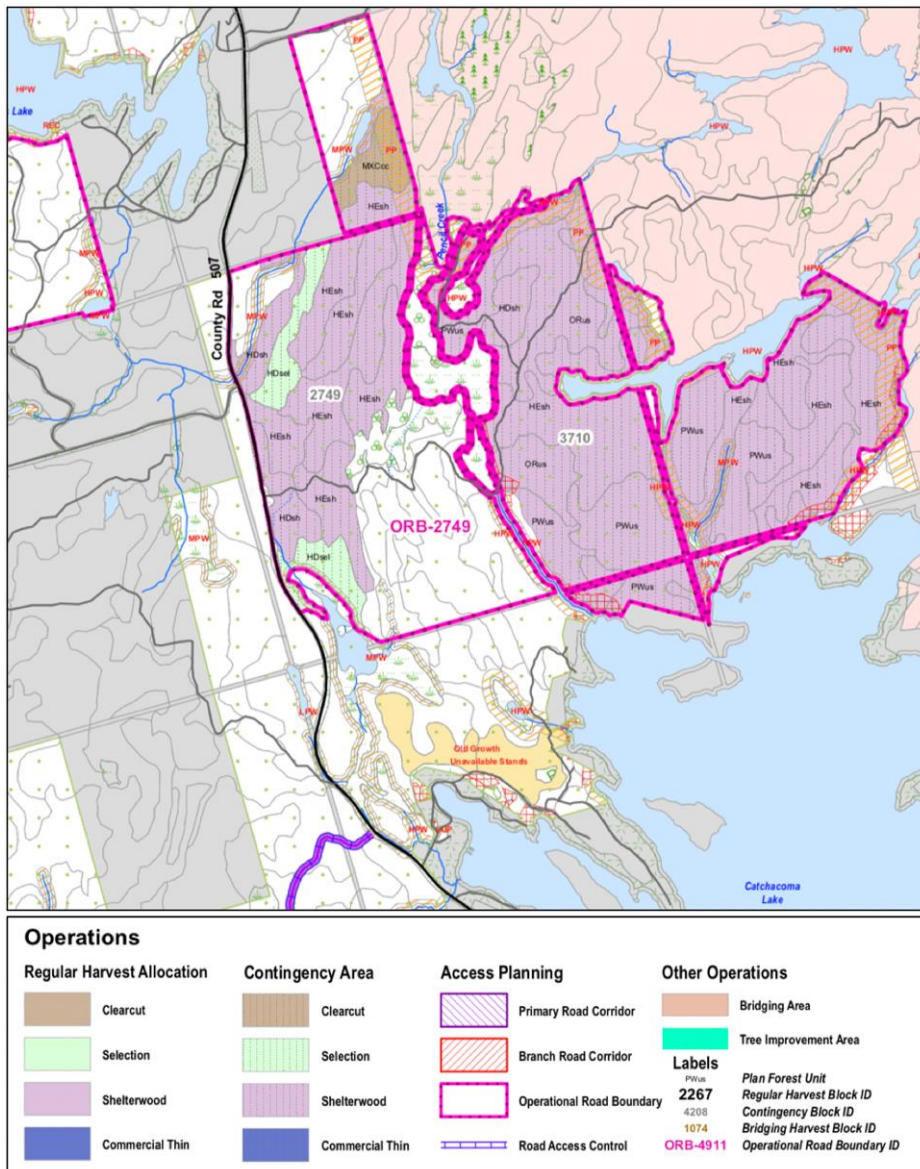 HPW
Lake
REC
MPW
HPW
MPW
County Rd 507
PP
MPW
PP
MXCcc
HEsh
Pencil Creek
HPW
HPW
HPW
HPW
PP
HPW
PWus
HDsh
ORus
PP
HPW
HPW
PP
HEsh
HEsh
MPW
HDsh
HDsel
2749
HEsh
HEsh
HEsh
HEsh
HDsh
HDsel
ORB-2749
HEsh
3710
ORus
PWus
PWus
PWus
HPW
HPW
HPW
HPW
PWus
HEsh
HEsh
HEsh
MPW
PWus
HEsh
MPW
MPW
LPW
HPW
Old Growth
Unavailable Stands
HPW
Catchacoma
Lake
Operations
Regular Harvest Allocation
Clearcut
Selection
Shelterwood
Commercial Thin
Contingency Area
Clearcut
Selection
Shelterwood
Commercial Thin
Access Planning
Primary Road Corridor
Branch Road Corridor
Operational Road Boundary
Road Access Control
Other Operations
Bridging Area
Tree Improvement Area
Labels
PWus Plan Forest Unit
2267 Regular Harvest Block ID
4208 Contingency Block ID
1074 Bridging Harvest Block ID
ORB-4911 Operational Road Boundary ID